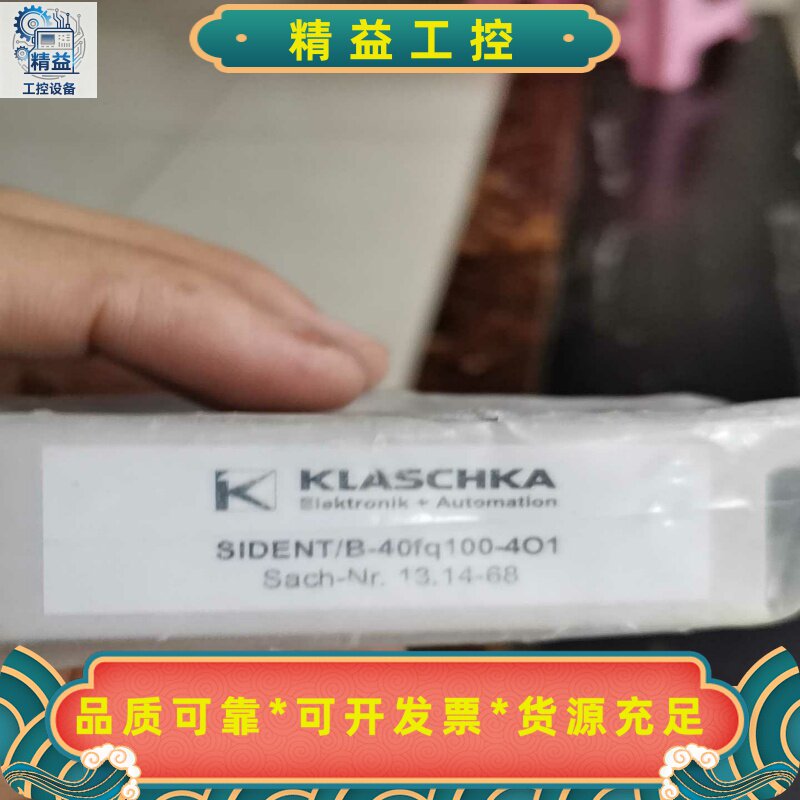 精益
工控设备
精益工控
KLASCHKA
Elektronik + Automation
SIDENT/B-40fq100-4O1
Sach-Nr. 13.14-68
品质可靠*可开发票*货源充足